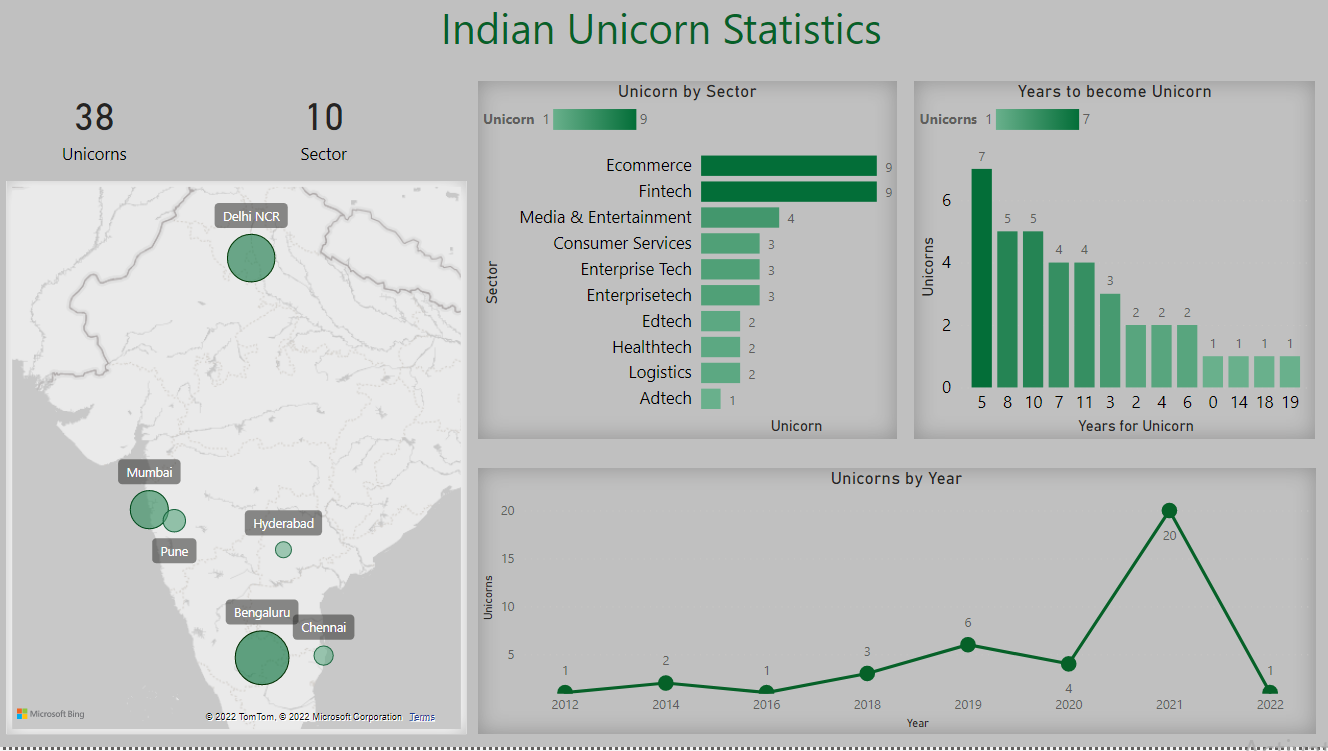 Indian Unicorn Statistics
38
Unicorns
10
Sector
Delhi NCR
Mumbai
Pune
Hyderabad
Bengaluru
Chennai
Microsoft Bing
© 2022 TomTom, © 2022 Microsoft Corporation Terms
Unicorn by Sector
Unicorn 1 9
Sector
Ecommerce 9
Fintech 9
Media & Entertainment 4
Consumer Services 3
Enterprise Tech 3
Enterprisetech 3
Edtech 2
Healthtech 2
Logistics 2
Adtech 1
Unicorn
Years to become Unicorn
Unicorns 1 7
Unicorns
6
4
2
0
7 5 5 4 4 3 2 2 2 1 1 1 1
5 8 10 7 11 3 2 4 6 0 14 18 19
Years for Unicorn
Unicorns by Year
Unicorns
20
15
10
5
1 2 1 3 6 4 20 1
2012 2014 2016 2018 2019 2020 2021 2022
Year